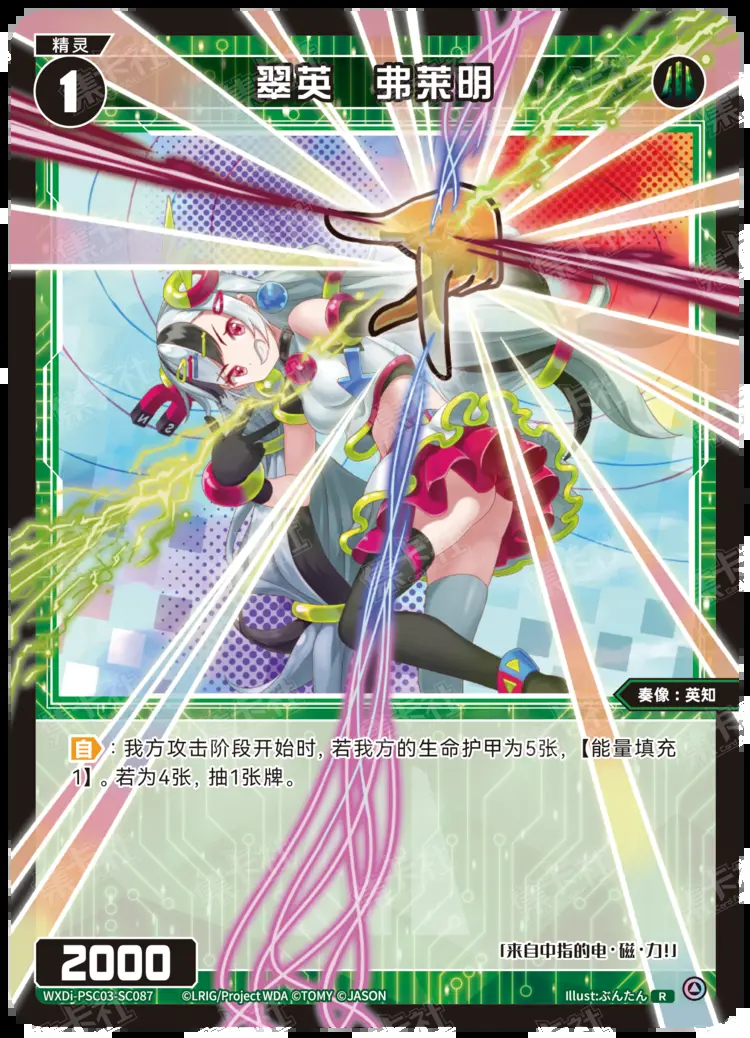 精灵
1
翠英 弗莱明
N S
奏像：英知
自：我方攻击阶段开始时, 若我方的生命护甲为5张, 【能量填充
1】。若为4张, 抽1张牌。
「来自中指的电·磁·力!」
2000
WXDi-PSC03-SC087 ©LRIG/Project WDA ©TOMY ©JASON Illust:ぶんたん R
集卡社